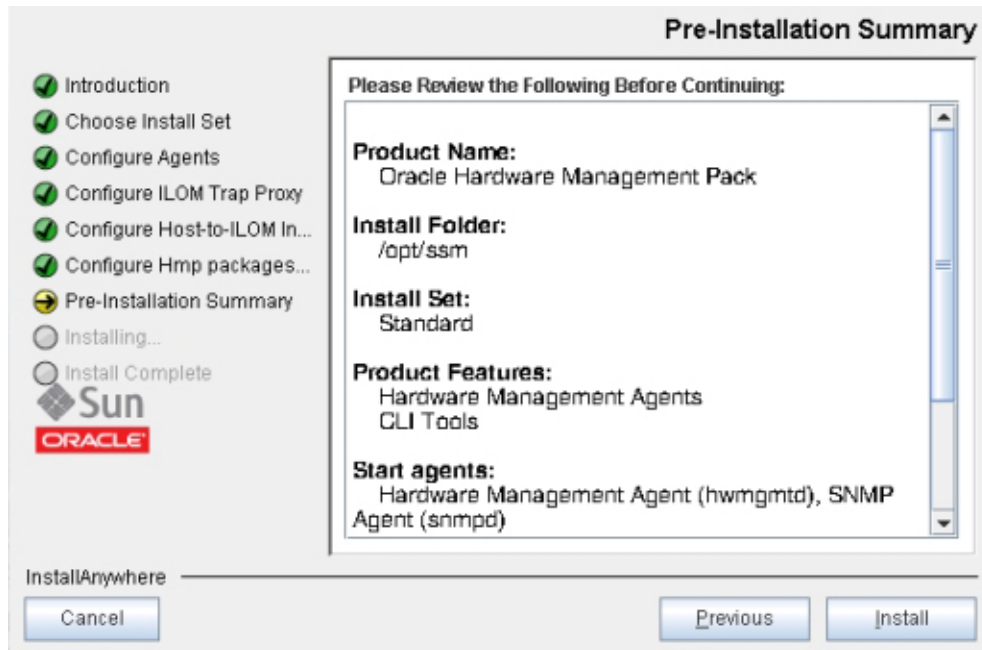 Pre-Installation Summary
Introduction
Choose Install Set
Configure Agents
Configure ILOM Trap Proxy
Configure Host-to-ILOM In...
Configure Hmp packages...
Pre-Installation Summary
Installing...
Install Complete
Sun
ORACLE
Please Review the Following Before Continuing:
Product Name:
Oracle Hardware Management Pack
Install Folder:
/opt/ssm
Install Set:
Standard
Product Features:
Hardware Management Agents
CLI Tools
Start agents:
Hardware Management Agent (hwmgmtd), SNMP
Agent (snmpd)
InstallAnywhere
Cancel
Previous
Install